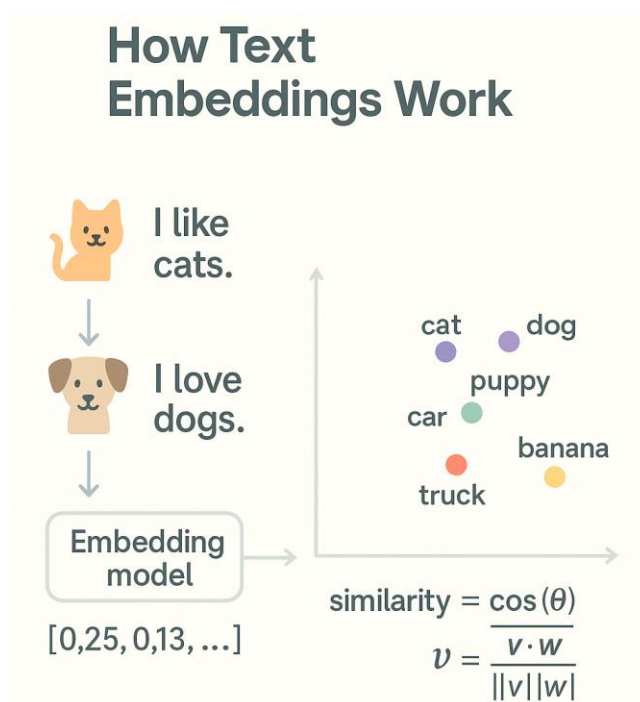 How Text
Embeddings Work
I like
cats.
I love
dogs.
Embedding
model
[0,25, 0,13, ...]
cat
dog
puppy
car
banana
truck
similarity = cos (θ)
υ = v · w
||v||w|